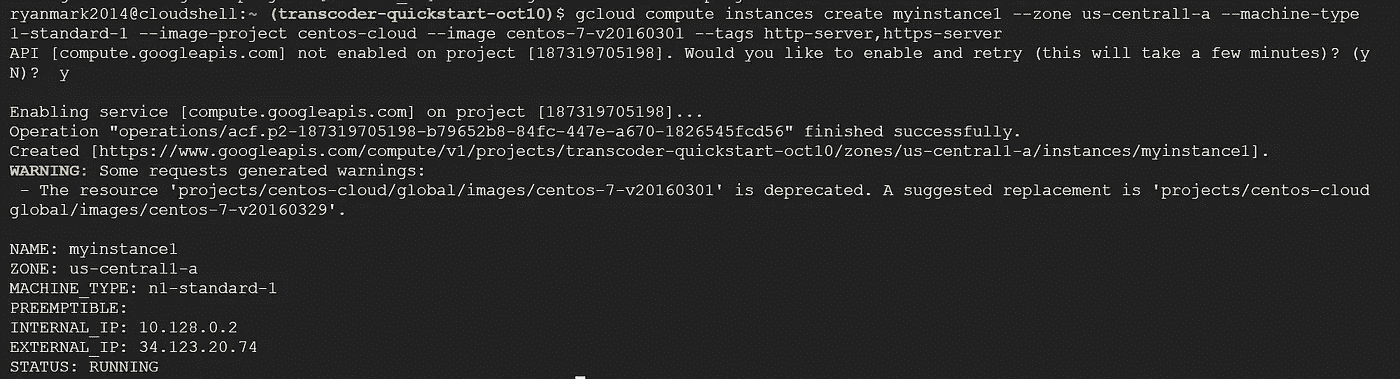 ryanmark2014@cloudshell:~ (transcoder-quickstart-oct10)$ gcloud compute instances create myinstance1 --zone us-central1-a --machine-type
1-standard-1 --image-project centos-cloud --image centos-7-v20160301 --tags http-server,https-server
API [compute.googleapis.com] not enabled on project [187319705198]. Would you like to enable and retry (this will take a few minutes)? (y
N)? y
Enabling service [compute.googleapis.com] on project [187319705198]...
Operation "operations/acf.p2-187319705198-b79652b8-84fc-447e-a670-1826545fcd56" finished successfully.
Created [https://www.googleapis.com/compute/v1/projects/transcoder-quickstart-oct10/zones/us-central1-a/instances/myinstance1].
WARNING: Some requests generated warnings:
- The resource 'projects/centos-cloud/global/images/centos-7-v20160301' is deprecated. A suggested replacement is 'projects/centos-cloud
global/images/centos-7-v20160329'.
NAME: myinstance1
ZONE: us-central1-a
MACHINE_TYPE: n1-standard-1
PREEMPTIBLE:
INTERNAL_IP: 10.128.0.2
EXTERNAL_IP: 34.123.20.74
STATUS: RUNNING